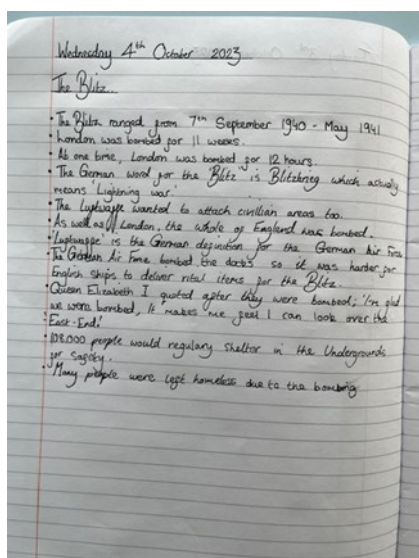 Wednesday 4th October 2023
The Blitz
• The Blitz ranged from 7th September 1940 - May 1941
• London was bombed for 11 weeks.
• At one time, London was bombed for 12 hours.
• The German word for the Blitz is Blitzkrieg which actually
means 'Lightning war.'
• The Luftwaffe wanted to attach civillian areas too.
• As well as London, the whole of England was bombed.
• 'Luftwaffe' is the German definition for the German Air Force
• The German Air Force bombed the docks so it was harder for
English ships to deliver vital items for the Blitz.
• Queen Elizabeth I quoted after they were bombed; 'I'm glad
we were bombed, It makes me feel I can look over the
East-End.'
• 108.000 people would regulary sheltor in the Undergrounds
for safety.
• Many people were left homeless due to the bombing